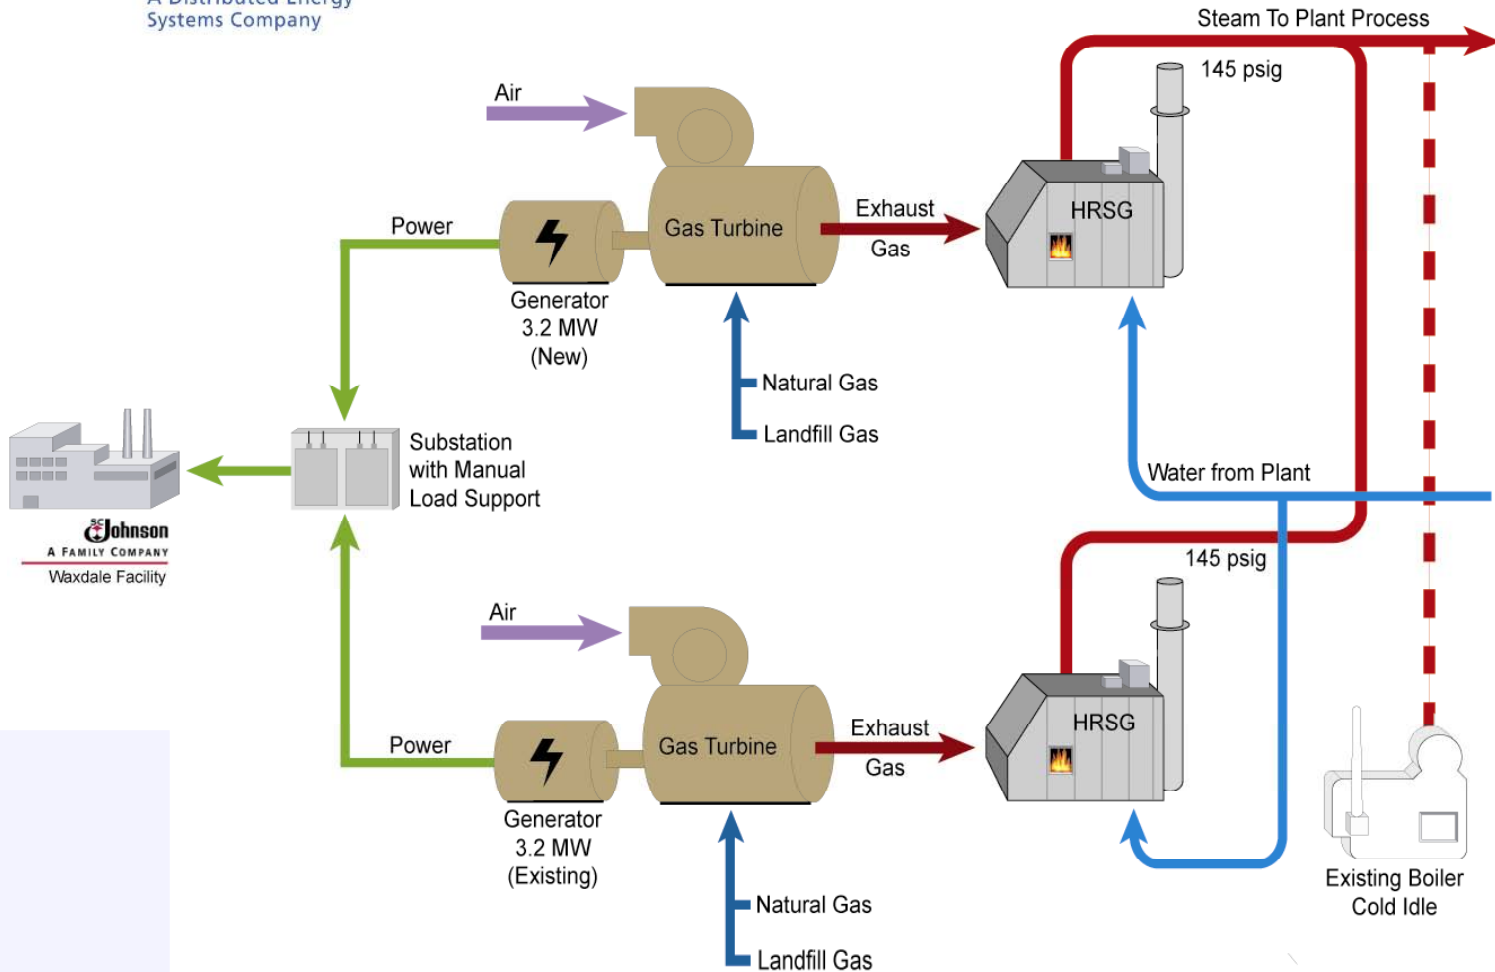 A Distributed Energy
Systems Company
Steam To Plant Process
145 psig
Air
HRSG
Exhaust
Gas
Gas Turbine
Power
Generator
3.2 MW
(New)
Natural Gas
Landfill Gas
Substation
with Manual
Load Support
Water from Plant
SC Johnson
A FAMILY COMPANY
Waxdale Facility
145 psig
Air
HRSG
Exhaust
Gas
Gas Turbine
Power
Generator
3.2 MW
(Existing)
Natural Gas
Landfill Gas
Existing Boiler
Cold Idle